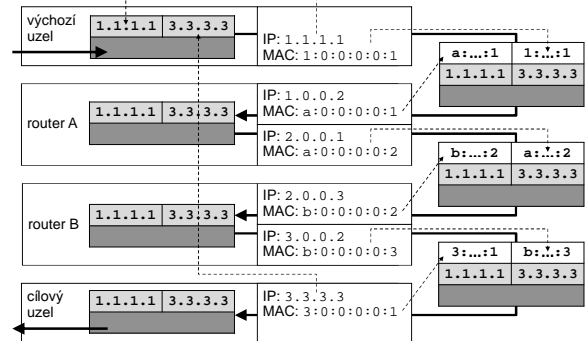 výchozí
uzel
1.1.1.1 3.3.3.3
IP: 1.1.1.1
MAC: 1:0:0:0:0:1
a:…:1 1:…:1
1.1.1.1 3.3.3.3
router A
1.1.1.1 3.3.3.3
IP: 1.0.0.2
MAC: a:0:0:0:0:1
IP: 2.0.0.1
MAC: a:0:0:0:0:2
b:…:2 a:…:2
1.1.1.1 3.3.3.3
router B
1.1.1.1 3.3.3.3
IP: 2.0.0.3
MAC: b:0:0:0:0:2
IP: 3.0.0.2
MAC: b:0:0:0:0:3
3:…:1 b:…:3
1.1.1.1 3.3.3.3
cílový
uzel
1.1.1.1 3.3.3.3
IP: 3.3.3.3
MAC: 3:0:0:0:0:1